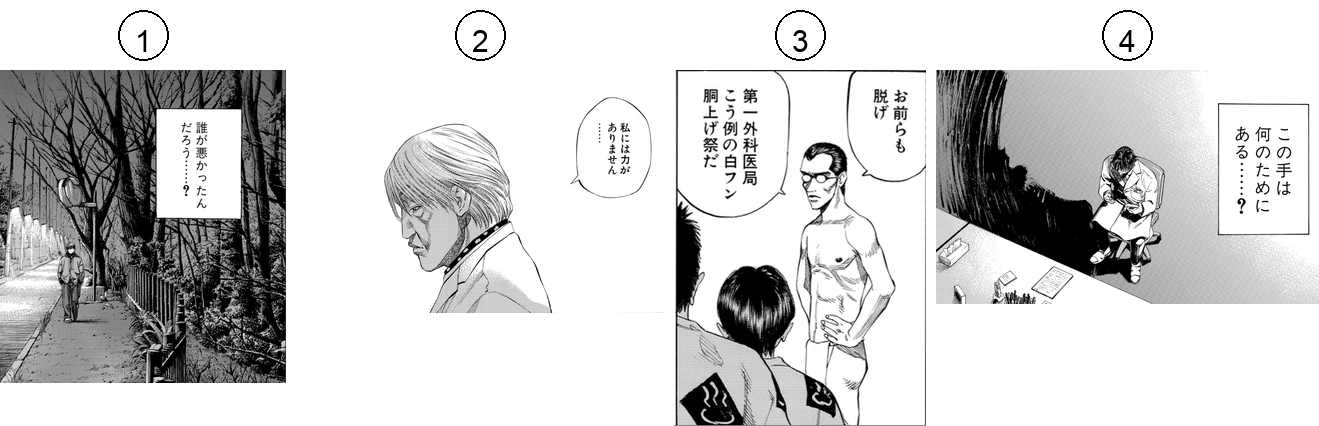 1
誰が悪かったん
だろう……?
2
私には力が
ありません
……
3
お前らも
脱げ
第一外科医局
こう例の白フン
胴上げ祭だ
4
この手は
何のために
ある……?